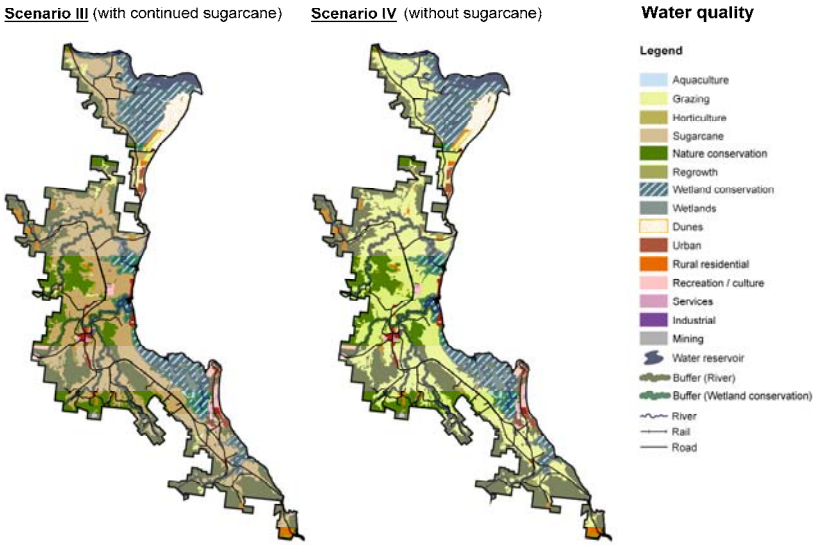 Scenario III (with continued sugarcane)
Scenario IV (without sugarcane)
Water quality
Legend
Aquaculture
Grazing
Horticulture
Sugarcane
Nature conservation
Regrowth
Wetland conservation
Wetlands
Dunes
Urban
Rural residential
Recreation / culture
Services
Industrial
Mining
Water reservoir
Buffer (River)
Buffer (Wetland conservation)
River
Rail
Road